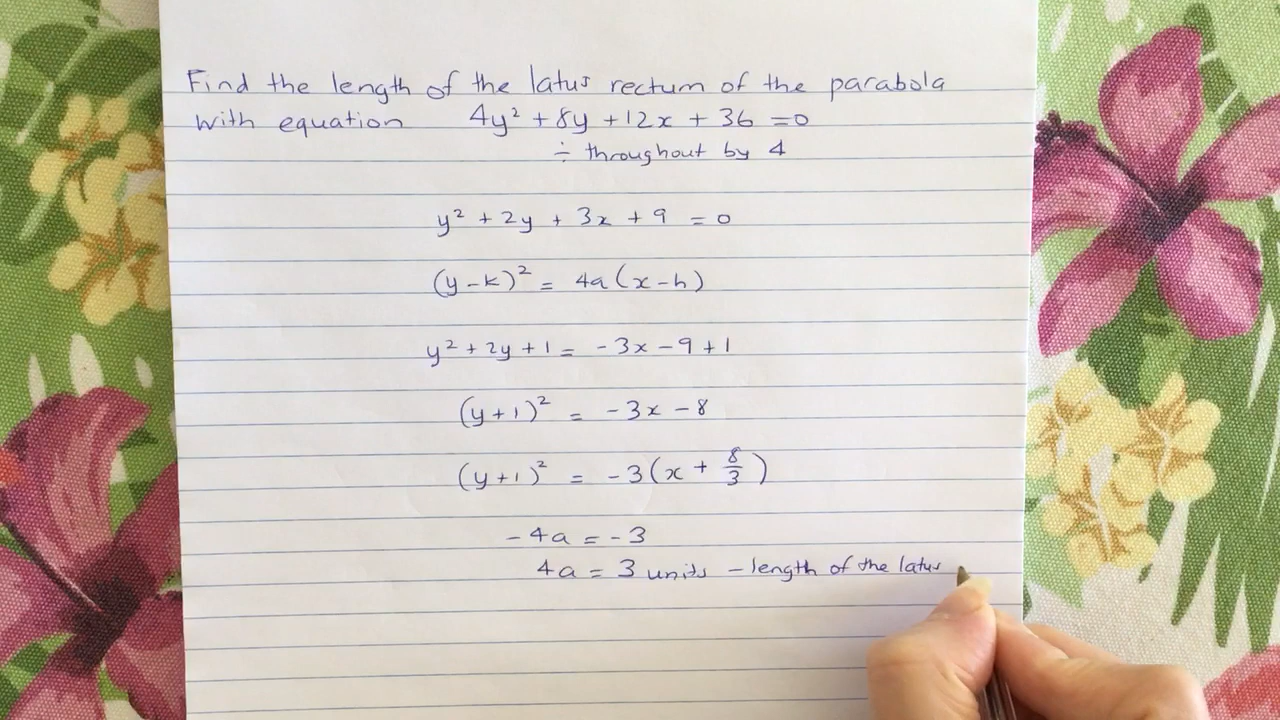 Find the length of the latus rectum of the parabola
with equation 4y² + 8y + 12x + 36 = 0
÷ throughout by 4
y² + 2y + 3x + 9 = 0
(y - k)² = 4a(x - h)
y² + 2y + 1 = -3x - 9 + 1
(y + 1)² = -3x - 8
(y + 1)² = -3(x + 8/3)
-4a = -3
4a = 3 units - length of the latus